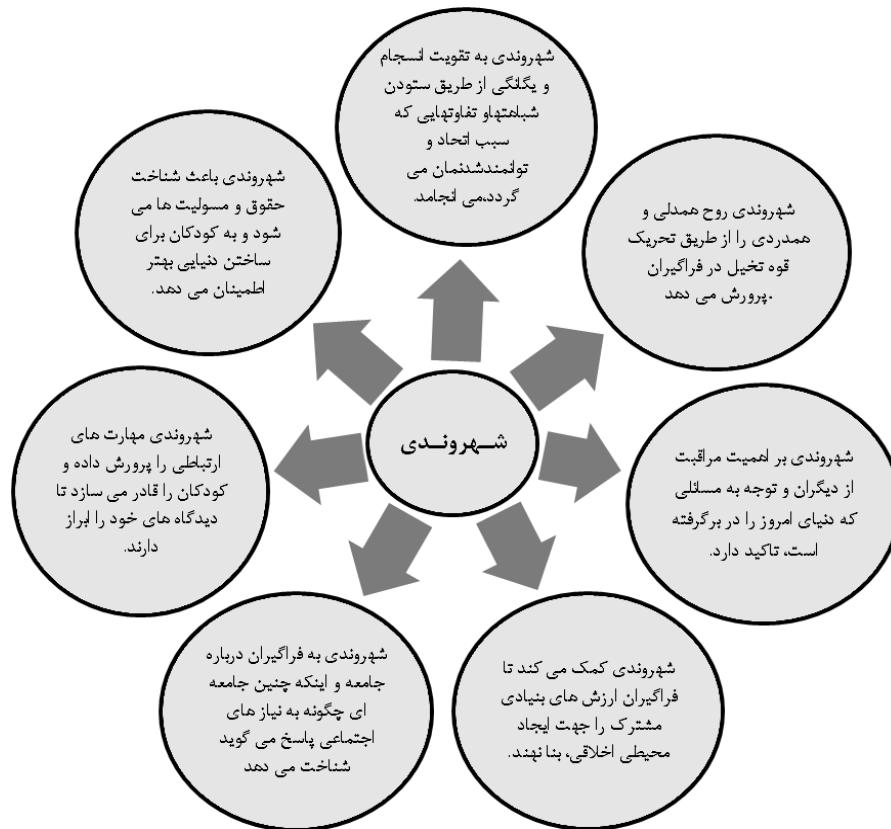 شهروندی به تقویت انسجام
و یگانگی از طریق ستودن
شباهتهاو تفاوتهایی که
سبب اتحاد و
توانمندشدنمان می
گردد،می انجامد.
شهروندی روح همدلی و
همدردی را از طریق تحریک
قوه تخیل در فراگیران
.پرورش می دهد
شهروندی بر اهمیت مراقبت
از دیگران و توجه به مسائلی
که دنیای امروز را در برگرفته
است، تاکید دارد.
شهروندی کمک می کند تا
فراگیران ارزش های بنیادی
مشترک را جهت ایجاد
محیطی اخلاقی، بنا نهند.
شهروندی به فراگیران درباره
جامعه و اینکه چنین جامعه
ای چگونه به نیاز های
اجتماعی پاسخ می گوید
شناخت می دهد
شهروندی مهارت های
ارتباطی را پرورش داده و
کودکان را قادر می سازد تا
دیدگاه های خود را ابراز
دارند.
شهروندی باعث شناخت
حقوق و مسولیت ها می
شود و به کودکان برای
ساختن دنیایی بهتر
اطمینان می دهد.
شــهرونــدی